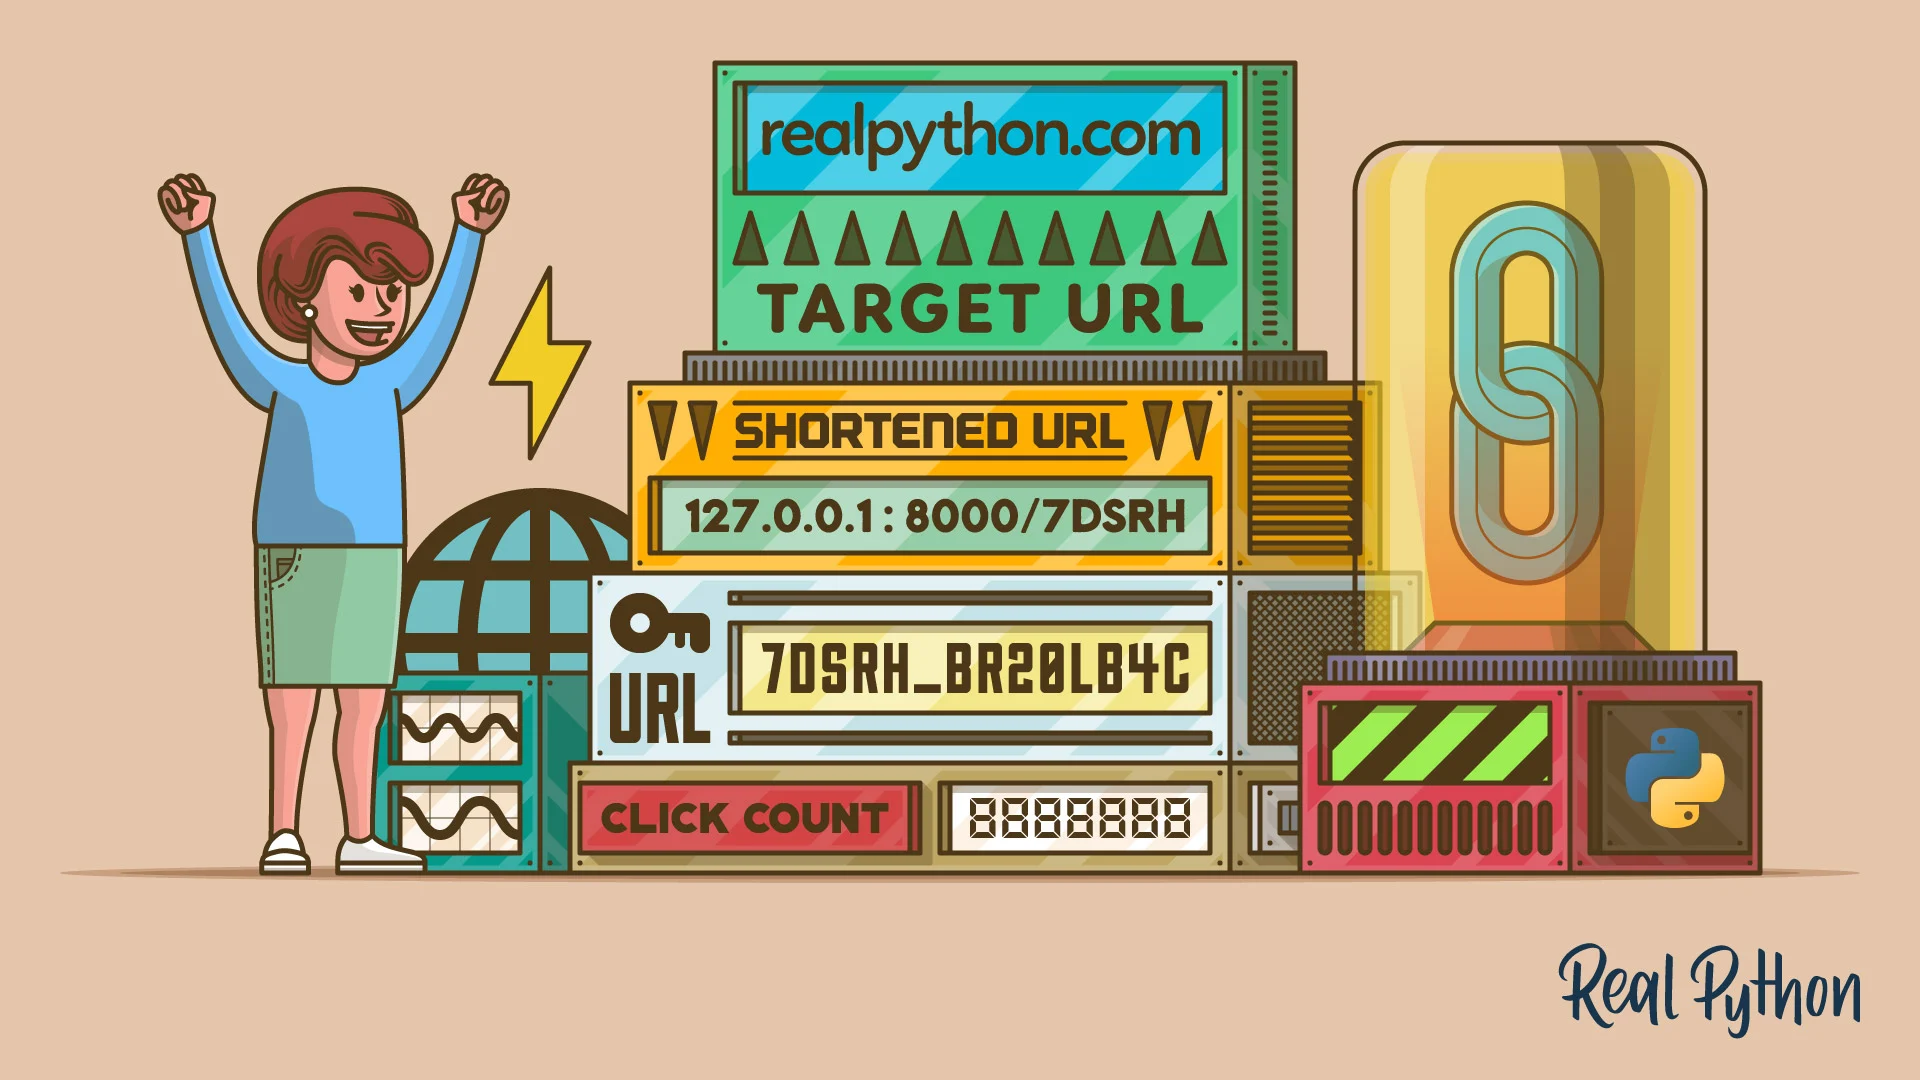 realpython.com
TARGET URL
SHORTENED URL
127.0.0.1:8000/7DSRH
URL
7DSRH_BR20LB4C
CLICK COUNT
8888888
Real Python